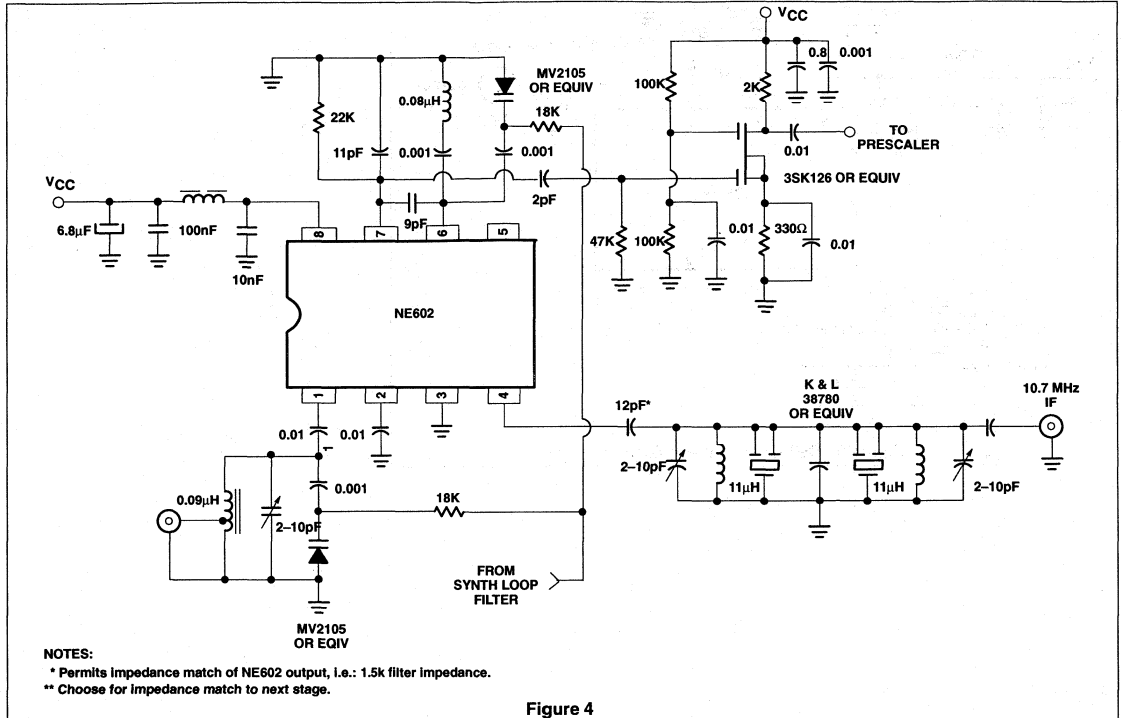 VCC
0.8 0.001
MV2105
OR EQUIV
100K
2K
0.08μH
18K
22K
TO
PRESCALER
0.01
11pF
0.001
0.001
3SK126 OR EQUIV
VCC
2pF
9pF
6.8μF
100nF
10nF
8
7
6
5
47K
100K
0.01
330Ω
0.01
NE602
1
2
3
4
K & L
38780
OR EQUIV
10.7 MHz
IF
12pF*
0.01
0.01
1
2–10pF
11μH
11μH
2–10pF
0.001
0.09μH
18K
2–10pF
FROM
SYNTH LOOP
FILTER
MV2105
OR EQIV
NOTES:
* Permits impedance match of NE602 output, i.e.: 1.5k filter impedance.
** Choose for impedance match to next stage.
Figure 4